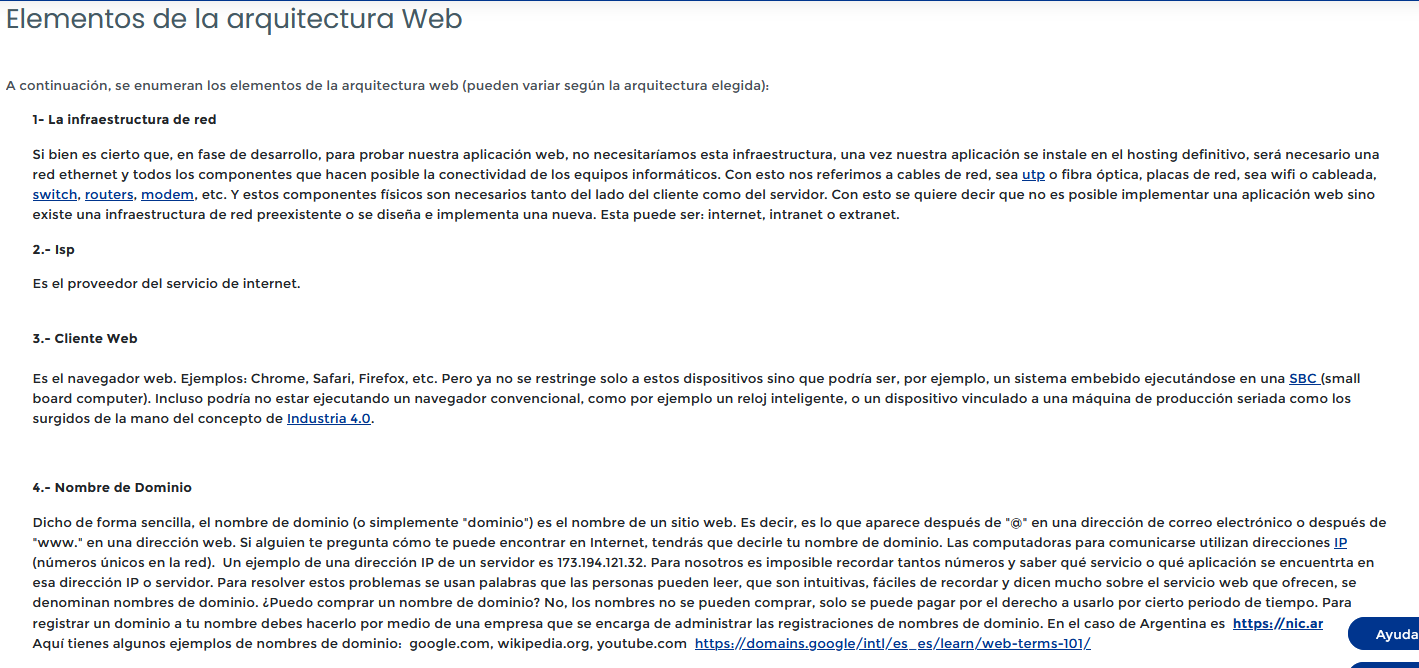 Elementos de la arquitectura Web
A continuación, se enumeran los elementos de la arquitectura web (pueden variar según la arquitectura elegida):
1- La infraestructura de red
Si bien es cierto que, en fase de desarrollo, para probar nuestra aplicación web, no necesitaríamos esta infraestructura, una vez nuestra aplicación se instale en el hosting definitivo, será necesario una
red ethernet y todos los componentes que hacen posible la conectividad de los equipos informáticos. Con esto nos referimos a cables de red, sea utp o fibra óptica, placas de red, sea wifi o cableada,
switch, routers, modem, etc. Y estos componentes físicos son necesarios tanto del lado del cliente como del servidor. Con esto se quiere decir que no es posible implementar una aplicación web sino
existe una infraestructura de red preexistente o se diseña e implementa una nueva. Esta puede ser: internet, intranet o extranet.
2.- Isp
Es el proveedor del servicio de internet.
3.- Cliente Web
Es el navegador web. Ejemplos: Chrome, Safari, Firefox, etc. Pero ya no se restringe solo a estos dispositivos sino que podría ser, por ejemplo, un sistema embebido ejecutándose en una SBC (small
board computer). Incluso podría no estar ejecutando un navegador convencional, como por ejemplo un reloj inteligente, o un dispositivo vinculado a una máquina de producción seriada como los
surgidos de la mano del concepto de Industria 4.0.
4.- Nombre de Dominio
Dicho de forma sencilla, el nombre de dominio (o simplemente "dominio") es el nombre de un sitio web. Es decir, es lo que aparece después de "@" en una dirección de correo electrónico o después de
"www." en una dirección web. Si alguien te pregunta cómo te puede encontrar en Internet, tendrás que decirle tu nombre de dominio. Las computadoras para comunicarse utilizan direcciones IP
(números únicos en la red). Un ejemplo de una dirección IP de un servidor es 173.194.121.32. Para nosotros es imposible recordar tantos números y saber qué servicio o qué aplicación se encuentrta en
esa dirección IP o servidor. Para resolver estos problemas se usan palabras que las personas pueden leer, que son intuitivas, fáciles de recordar y dicen mucho sobre el servicio web que ofrecen, se
denominan nombres de dominio. ¿Puedo comprar un nombre de dominio? No, los nombres no se pueden comprar, solo se puede pagar por el derecho a usarlo por cierto periodo de tiempo. Para
registrar un dominio a tu nombre debes hacerlo por medio de una empresa que se encarga de administrar las registraciones de nombres de dominio. En el caso de Argentina es https://nic.ar
Aquí tienes algunos ejemplos de nombres de dominio: google.com, wikipedia.org, youtube.com https://domains.google/intl/es_es/learn/web-terms-101/
Ayuda